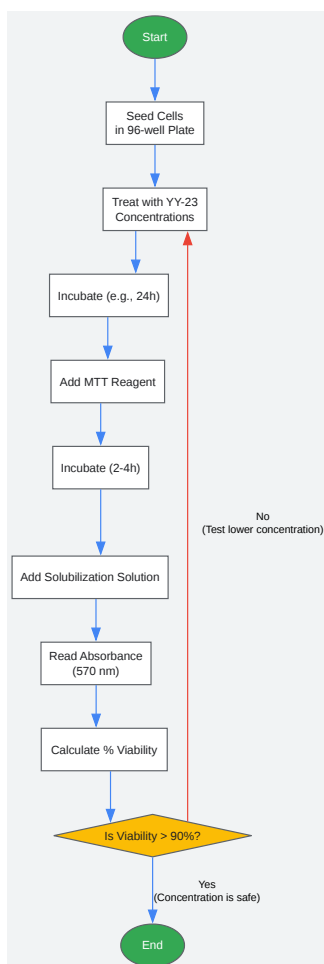 Start
Seed Cells
in 96-well Plate
Treat with YY-23
Concentrations
Incubate (e.g., 24h)
Add MTT Reagent
Incubate (2-4h)
No
(Test lower concentration)
Add Solubilization Solution
Read Absorbance
(570 nm)
Calculate % Viability
Is Viability > 90%?
Yes
(Concentration is safe)
End